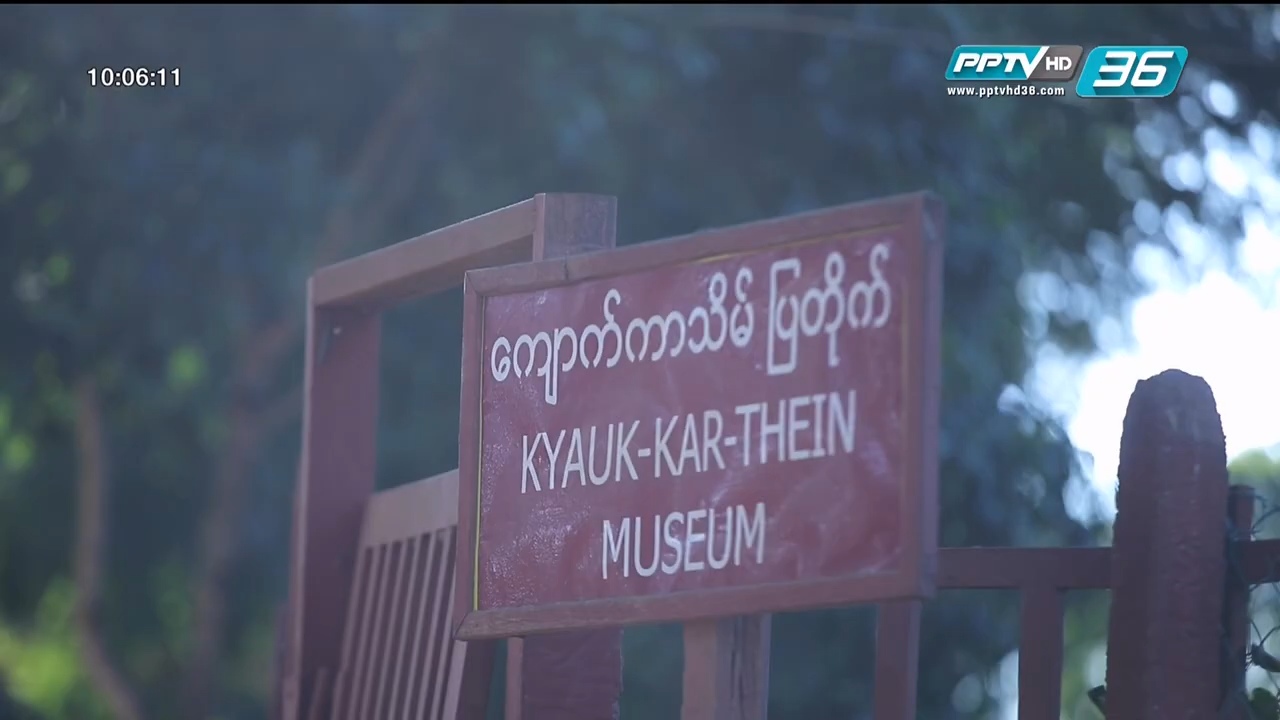 10:06:11
PPTV HD 36
www.pptvhd36.com
ကျောက်ကာသိမ် ပြတိုက်
KYAUK-KAR-THEIN
MUSEUM